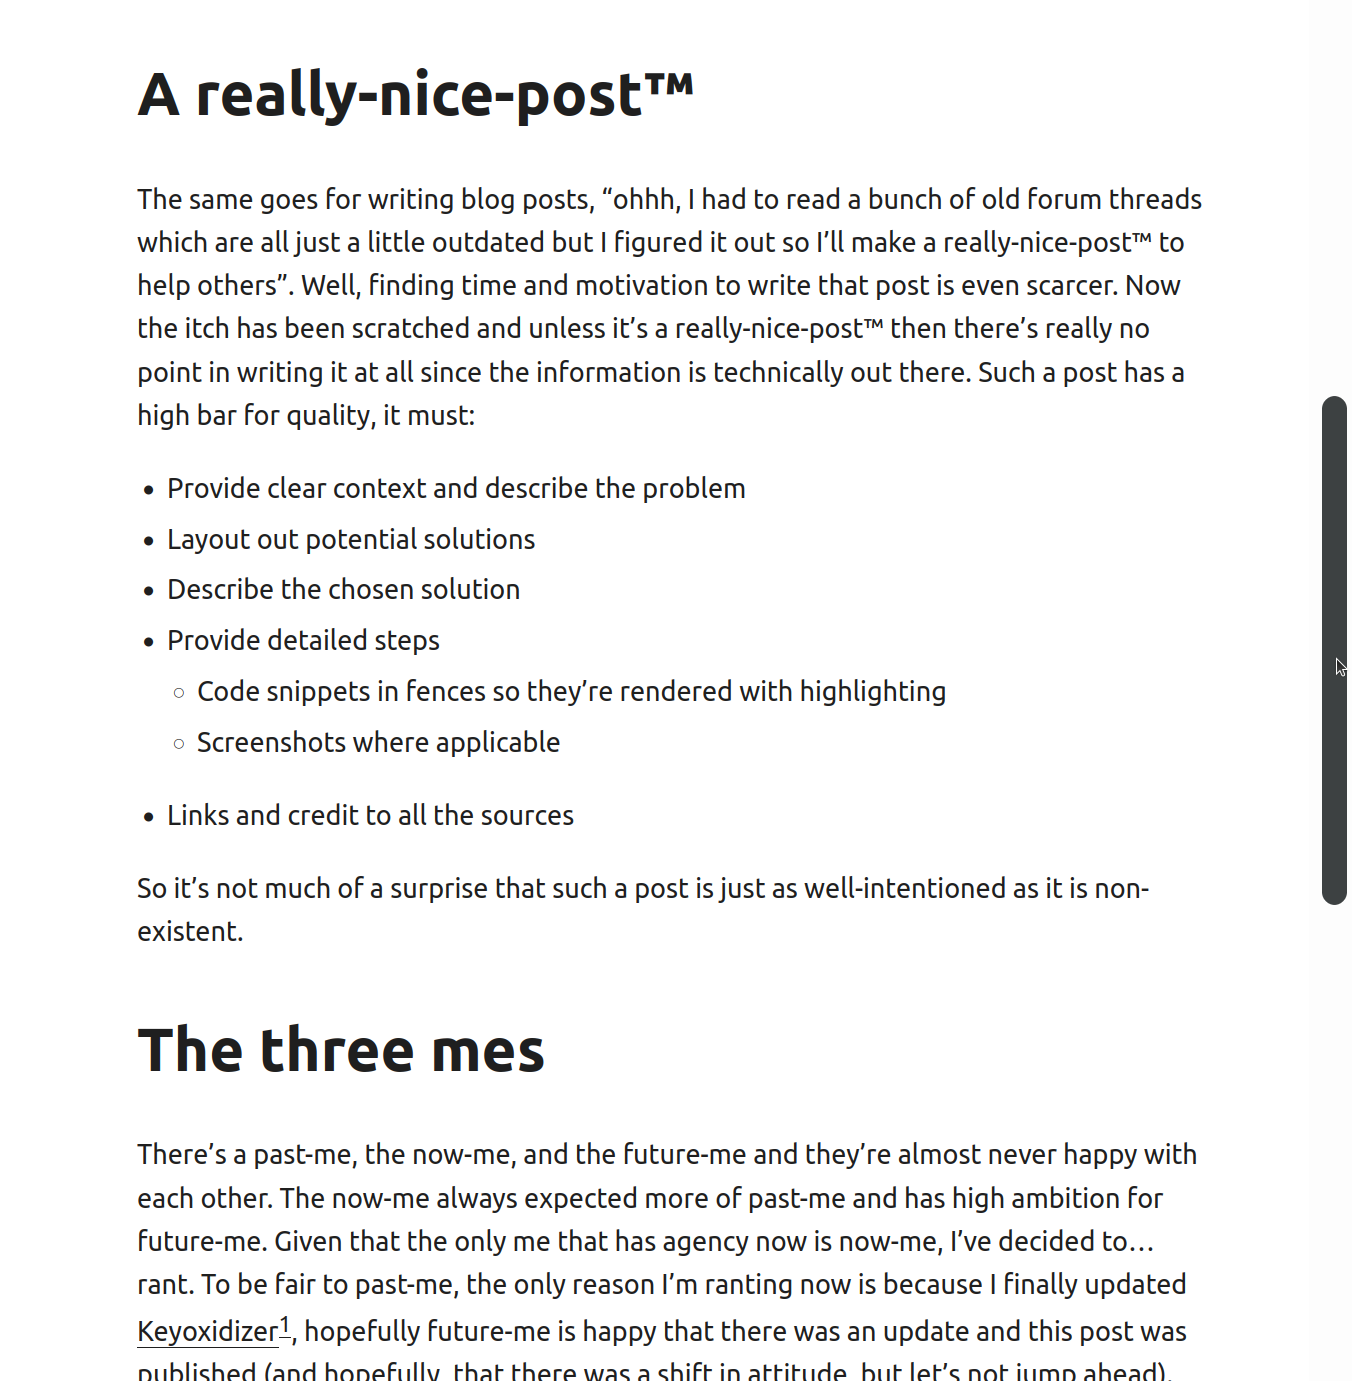 A really-nice-post™
The same goes for writing blog posts, “ohhh, I had to read a bunch of old forum threads
which are all just a little outdated but I figured it out so I’ll make a really-nice-post™ to
help others”. Well, finding time and motivation to write that post is even scarcer. Now
the itch has been scratched and unless it’s a really-nice-post™ then there’s really no
point in writing it at all since the information is technically out there. Such a post has a
high bar for quality, it must:
• Provide clear context and describe the problem
• Layout out potential solutions
• Describe the chosen solution
• Provide detailed steps
◦ Code snippets in fences so they’re rendered with highlighting
◦ Screenshots where applicable
• Links and credit to all the sources
So it’s not much of a surprise that such a post is just as well-intentioned as it is non-
existent.
The three mes
There’s a past-me, the now-me, and the future-me and they’re almost never happy with
each other. The now-me always expected more of past-me and has high ambition for
future-me. Given that the only me that has agency now is now-me, I’ve decided to…
rant. To be fair to past-me, the only reason I’m ranting now is because I finally updated
Keyoxidizer¹, hopefully future-me is happy that there was an update and this post was
published (and hopefully, that there was a shift in attitude, but let’s not jump ahead).